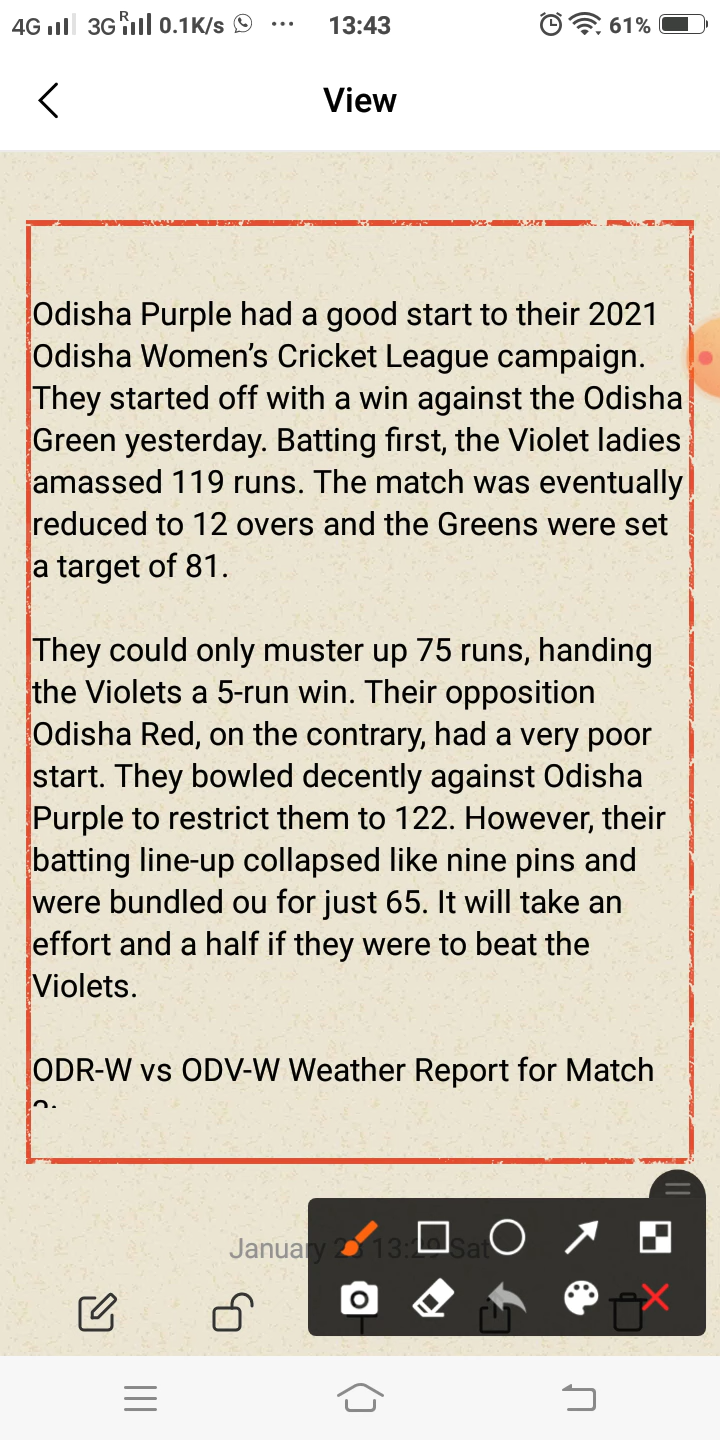 4G 3G R 0.1K/s ... 13:43 61%
View
Odisha Purple had a good start to their 2021
Odisha Women's Cricket League campaign.
They started off with a win against the Odisha
Green yesterday. Batting first, the Violet ladies
amassed 119 runs. The match was eventually
reduced to 12 overs and the Greens were set
a target of 81.
They could only muster up 75 runs, handing
the Violets a 5-run win. Their opposition
Odisha Red, on the contrary, had a very poor
start. They bowled decently against Odisha
Purple to restrict them to 122. However, their
batting line-up collapsed like nine pins and
were bundled ou for just 65. It will take an
effort and a half if they were to beat the
Violets.
ODR-W vs ODV-W Weather Report for Match
January 13:29 Sat